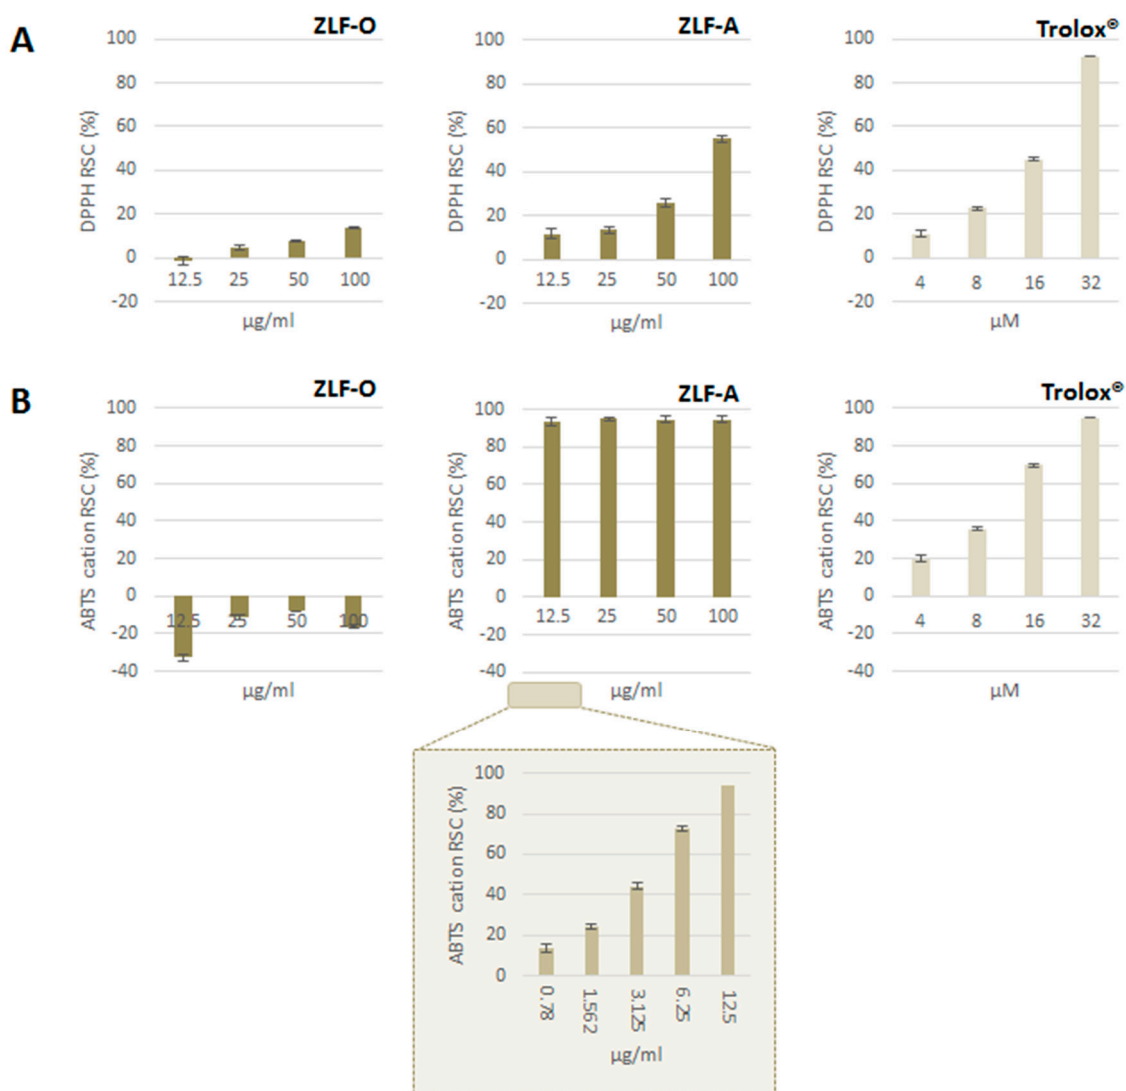 A
ZLF-O
ZLF-A
Trolox®
DPPH RSC (%)
100
80
60
40
20
0
-20
12.5 25 50 100
µg/ml
DPPH RSC (%)
100
80
60
40
20
0
-20
12.5 25 50 100
µg/ml
DPPH RSC (%)
100
80
60
40
20
0
-20
4 8 16 32
µM
B
ZLF-O
ZLF-A
Trolox®
ABTS cation RSC (%)
100
80
60
40
20
0
-20
-40
12.5 25 50 100
µg/ml
ABTS cation RSC (%)
100
80
60
40
20
0
-20
-40
12.5 25 50 100
µg/ml
ABTS cation RSC (%)
100
80
60
40
20
0
-20
-40
4 8 16 32
µM
ABTS cation RSC (%)
100
80
60
40
20
0
0.78 1.562 3.125 6.25 12.5
µg/ml